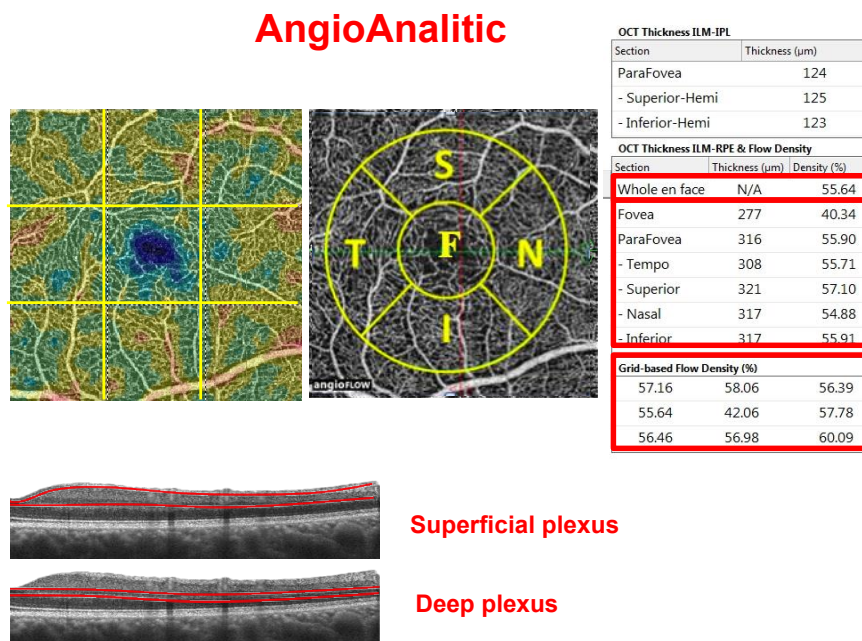 AngioAnalitic
OCT Thickness ILM-IPL
Section Thickness (µm)
ParaFovea 124
- Superior-Hemi 125
- Inferior-Hemi 123
OCT Thickness ILM-RPE & Flow Density
Section Thickness (µm) Density (%)
Whole en face N/A 55.64
Fovea 277 40.34
ParaFovea 316 55.90
- Tempo 308 55.71
- Superior 321 57.10
- Nasal 317 54.88
- Inferior 317 55.91
Grid-based Flow Density (%)
57.16 58.06 56.39
55.64 42.06 57.78
56.46 56.98 60.09
S
T F N
I
angioFLOW
Superficial plexus
Deep plexus